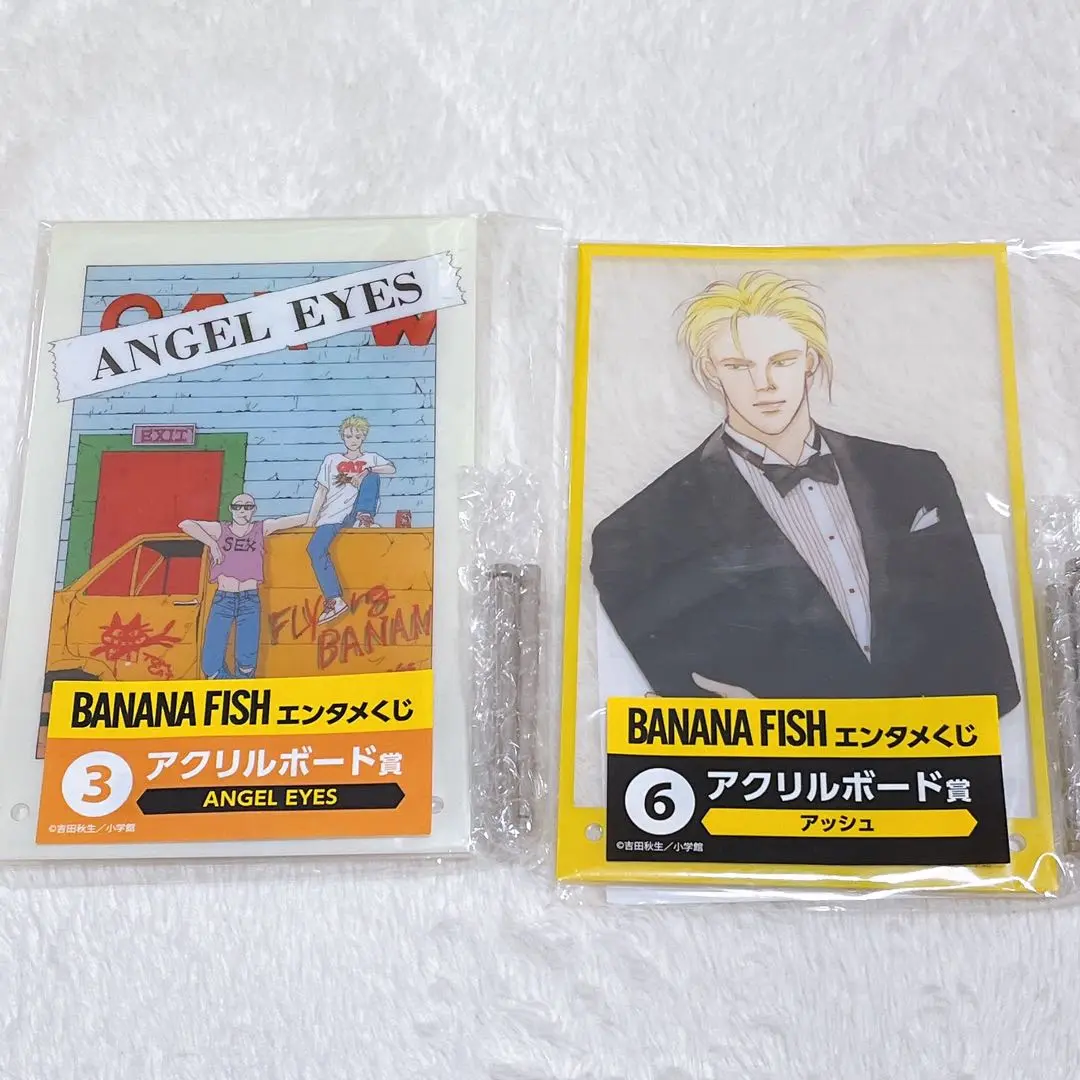 ANGEL EYES
EXIT
CAT
SEX
FLYING
BANAM
BANANA FISH エンタメくじ
3 アクリルボード賞
ANGEL EYES
©吉田秋生/小学館
BANANA FISH エンタメくじ
6 アクリルボード賞
アッシュ
©吉田秋生/小学館